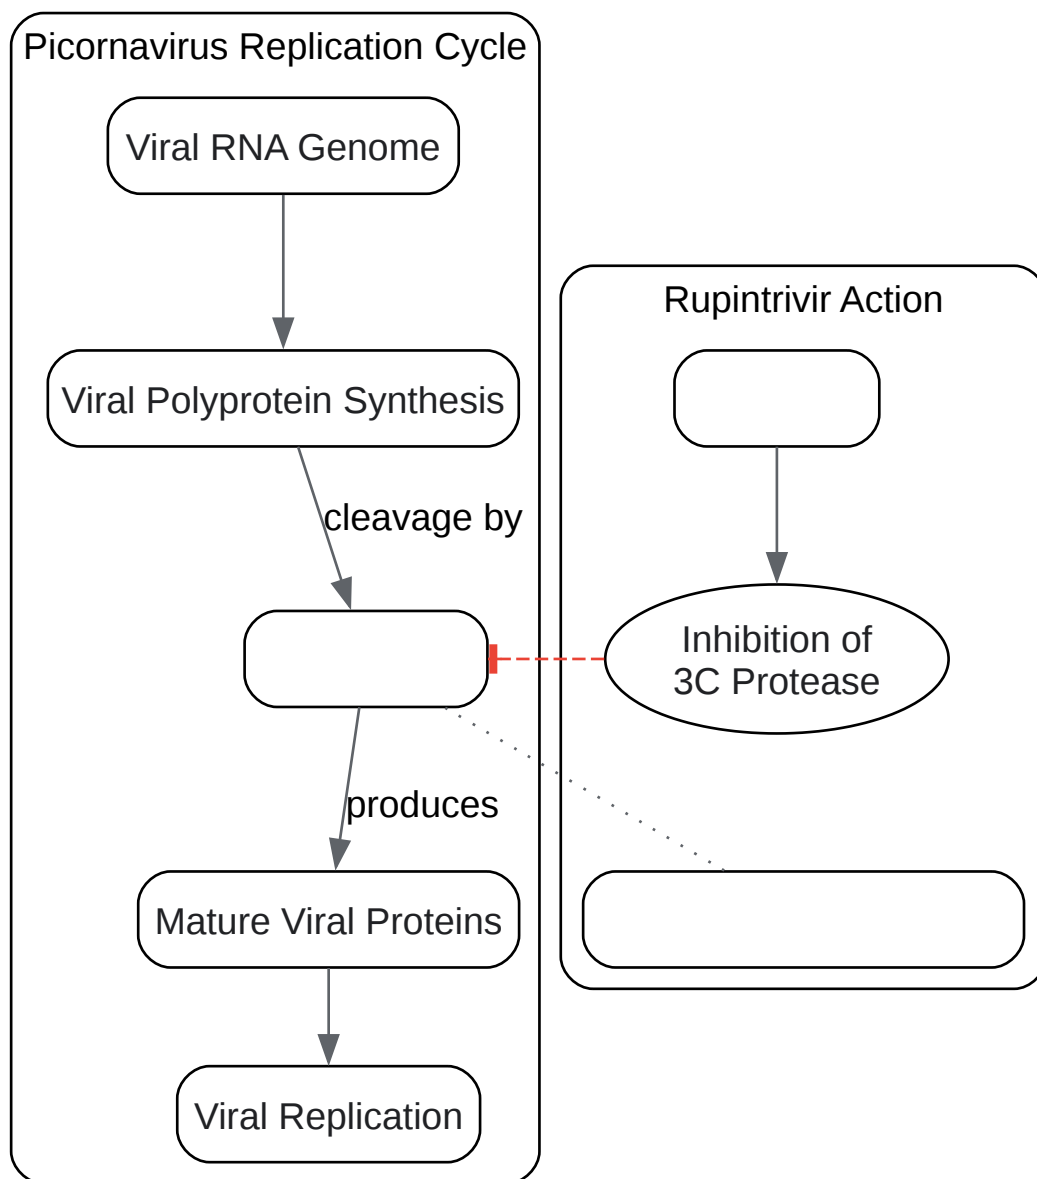 Picornavirus Replication Cycle
Viral RNA Genome
Viral Polyprotein Synthesis
cleavage by
produces
Mature Viral Proteins
Viral Replication
Rupintrivir Action
Inhibition of
3C Protease